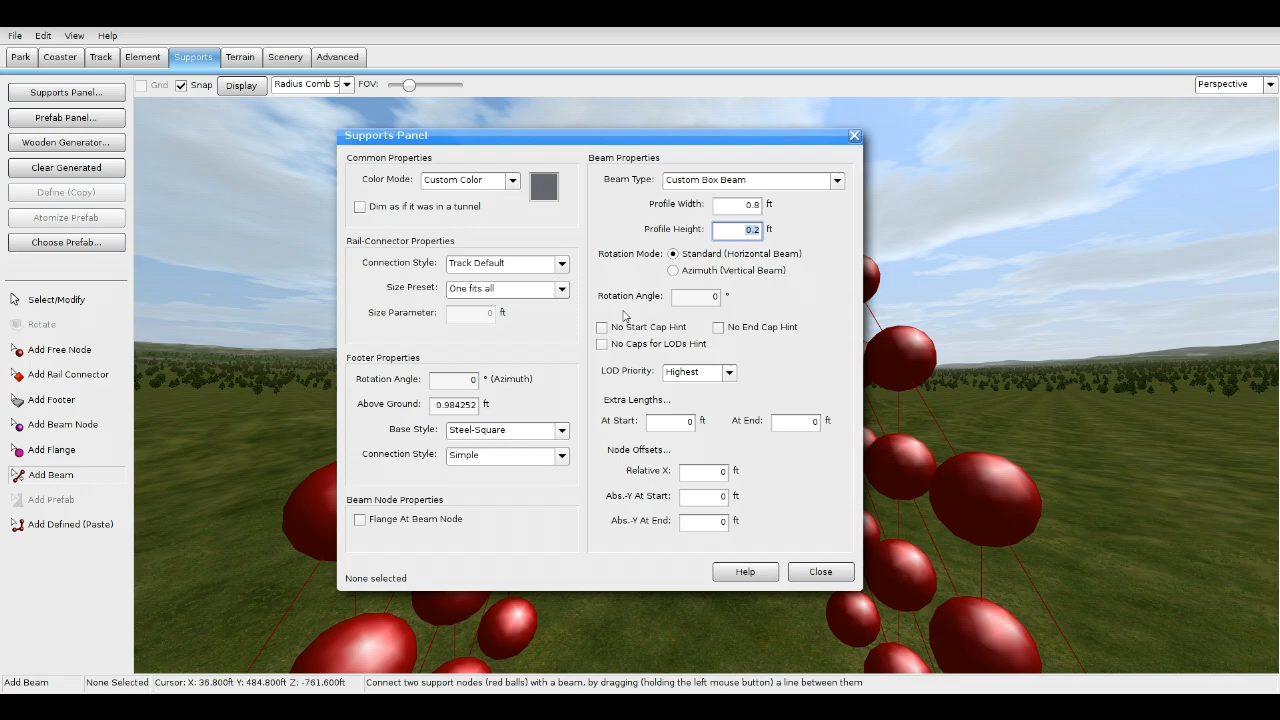 File Edit View Help
Park Coaster Track Element Supports Terrain Scenery Advanced
Grid Snap Display Radius Comb S FOV: Perspective
Supports Panel...
Prefab Panel...
Wooden Generator...
Clear Generated
Define (Copy)
Atomize Prefab
Choose Prefab...
Select/Modify
Rotate
Add Free Node
Add Rail Connector
Add Footer
Add Beam Node
Add Flange
Add Beam
Add Prefab
Add Defined (Paste)
Supports Panel
Common Properties
Color Mode: Custom Color
Dim as if it was in a tunnel
Rail-Connector Properties
Connection Style: Track Default
Size Preset: One fits all
Size Parameter: 0 ft
Footer Properties
Rotation Angle: 0 ° (Azimuth)
Above Ground: 0.984252 ft
Base Style: Steel-Square
Connection Style: Simple
Beam Node Properties
Flange At Beam Node
None selected
Beam Properties
Beam Type: Custom Box Beam
Profile Width: 0.8 ft
Profile Height: 0.2 ft
Rotation Mode: Standard (Horizontal Beam)
Azimuth (Vertical Beam)
Rotation Angle: 0 °
No Start Cap Hint No End Cap Hint
No Caps for LODs Hint
LOD Priority: Highest
Extra Lengths...
At Start: 0 ft At End: 0 ft
Node Offsets...
Relative X: 0 ft
Abs.-Y At Start: 0 ft
Abs.-Y At End: 0 ft
Help Close
Add Beam None Selected Cursor: X: 36.800ft Y: 484.800ft Z: -761.600ft Connect two support nodes (red balls) with a beam, by dragging (holding the left mouse button) a line between them